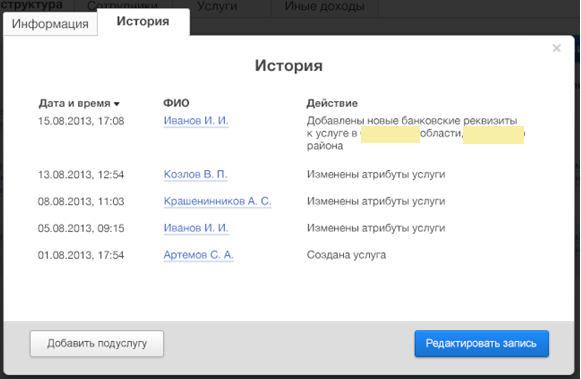 структура Сотрудники Услуги Иные доходы
Информация История
История
Дата и время ФИО Действие
15.08.2013, 17:08 Иванов И. И. Добавлены новые банковские реквизиты
к услуге в области,
района
13.08.2013, 12:54 Козлов В. П. Изменены атрибуты услуги
08.08.2013, 11:03 Крашенинников А. С. Изменены атрибуты услуги
05.08.2013, 09:15 Иванов И. И. Изменены атрибуты услуги
01.08.2013, 17:54 Артемов С. А. Создана услуга
Добавить подуслугу Редактировать запись